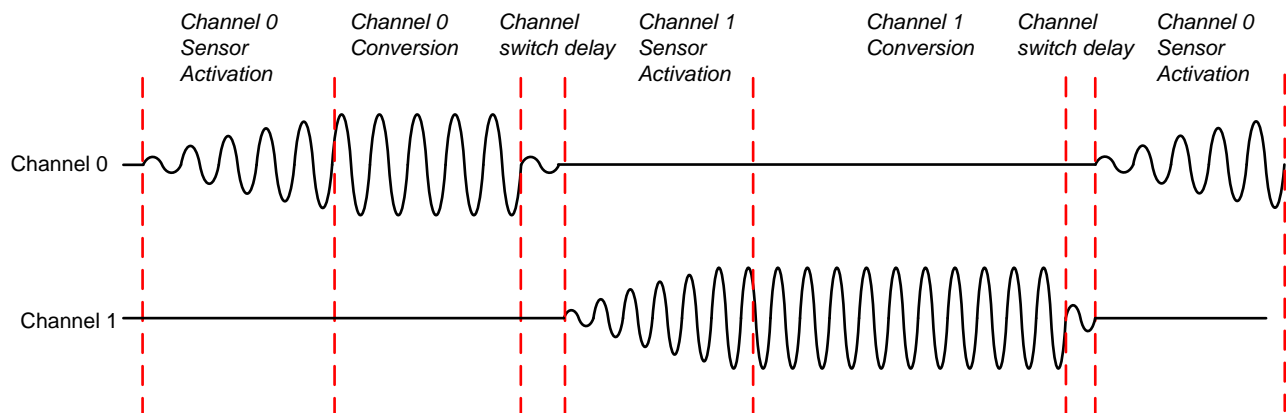 Channel 0
Sensor
Activation
Channel 0
Conversion
Channel
switch delay
Channel 1
Sensor
Activation
Channel 1
Conversion
Channel
switch delay
Channel 0
Sensor
Activation
Channel 0
Channel 1